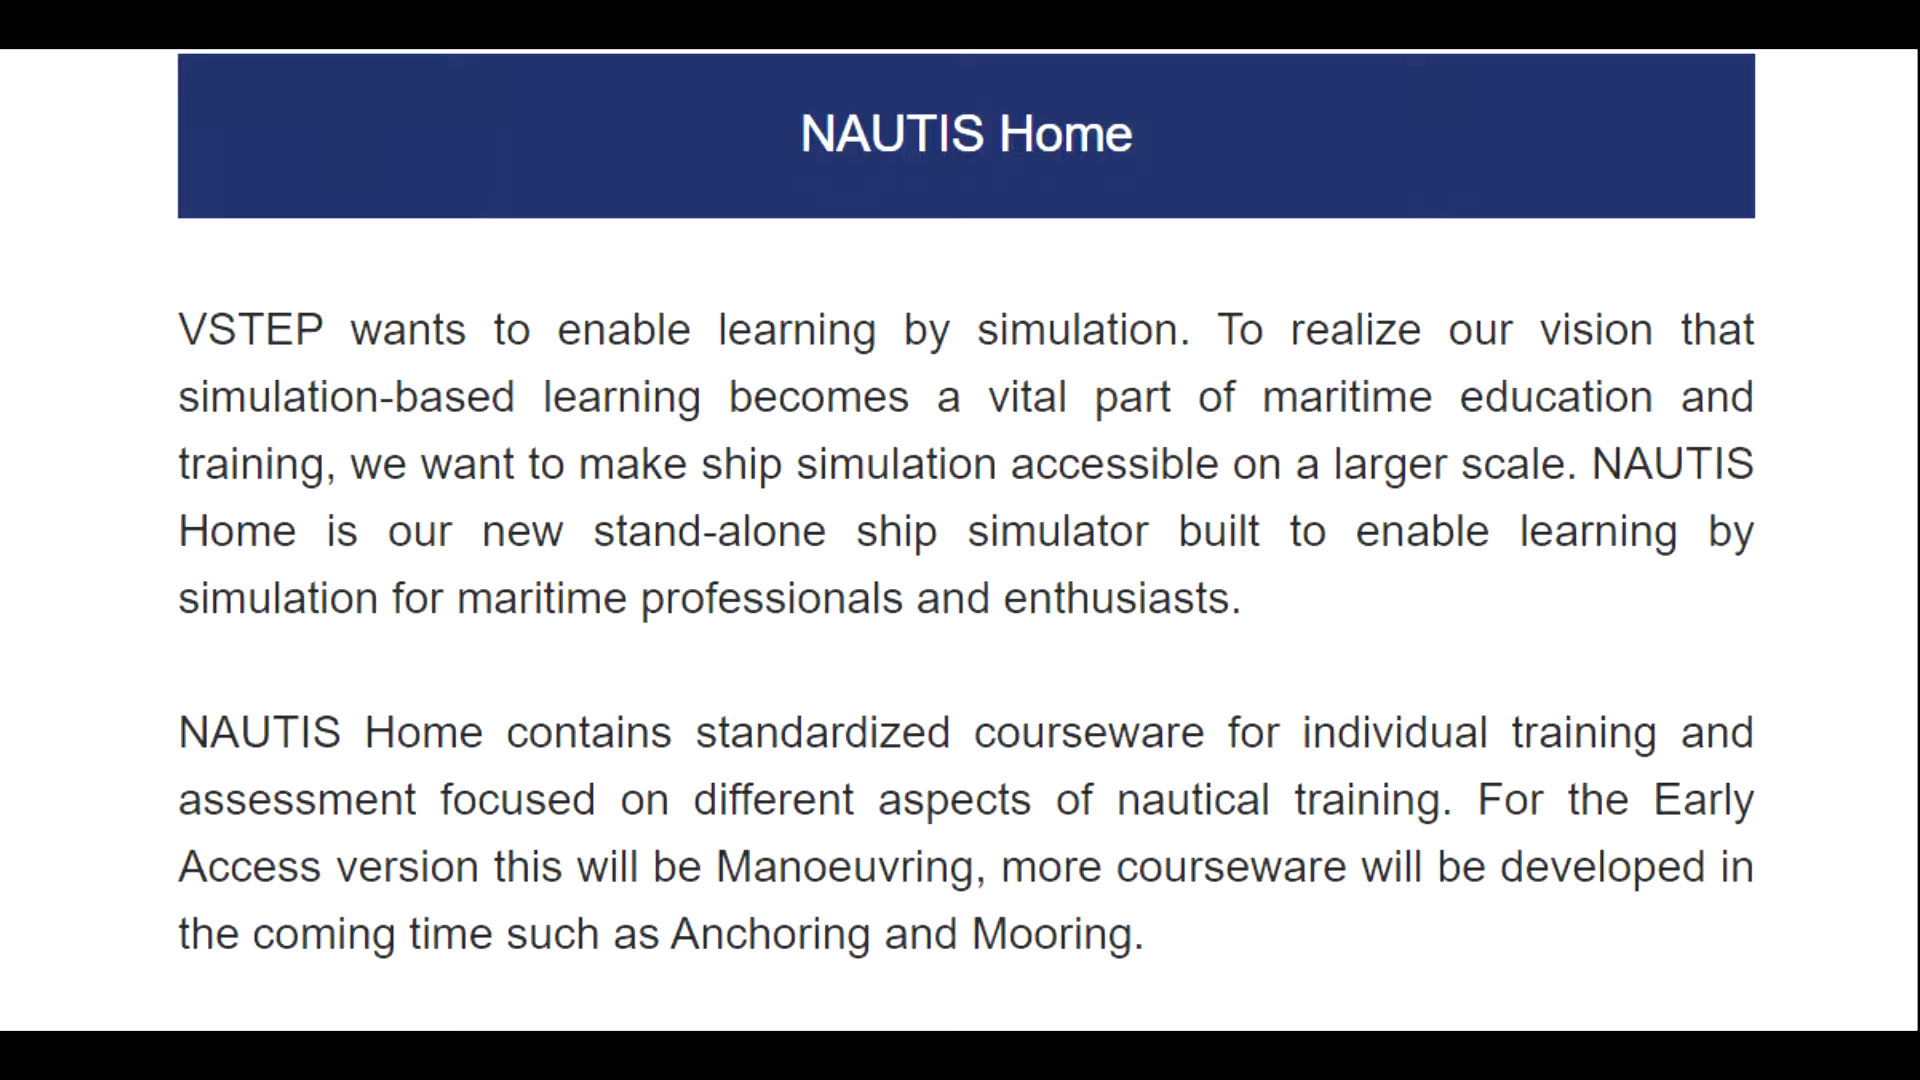 NAUTIS Home
VSTEP wants to enable learning by simulation. To realize our vision that
simulation-based learning becomes a vital part of maritime education and
training, we want to make ship simulation accessible on a larger scale. NAUTIS
Home is our new stand-alone ship simulator built to enable learning by
simulation for maritime professionals and enthusiasts.
NAUTIS Home contains standardized courseware for individual training and
assessment focused on different aspects of nautical training. For the Early
Access version this will be Manoeuvring, more courseware will be developed in
the coming time such as Anchoring and Mooring.